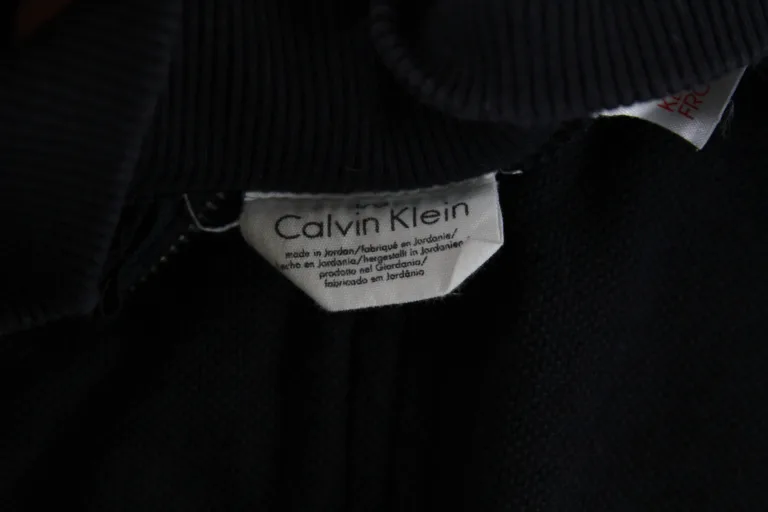 Calvin Klein
made in Jordan/fabriqué en Jordanie/
echo en Jordania/hergestellt in Jordanien
prodotto nel Giordania/
fabricado em Jordânia
FRO